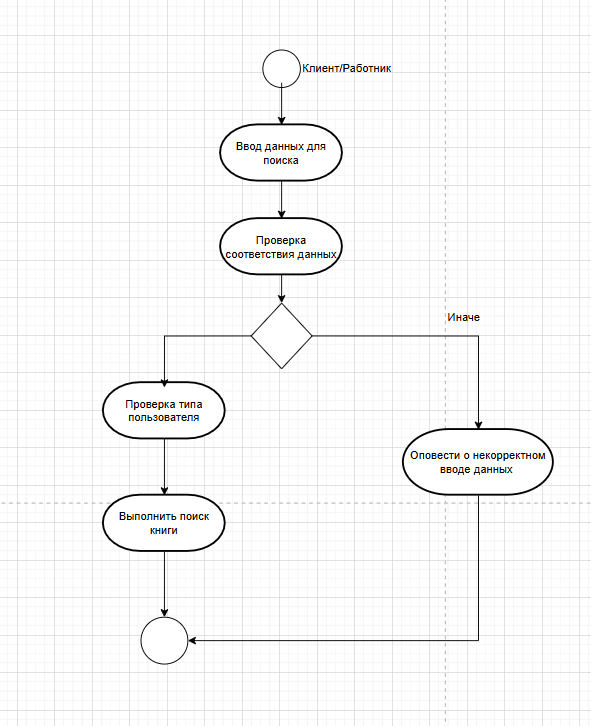 Клиент/Работник
Ввод данных для
поиска
Проверка
соответствия данных
Иначе
Проверка типа
пользователя
Оповести о некорректном
вводе данных
Выполнить поиск
книги